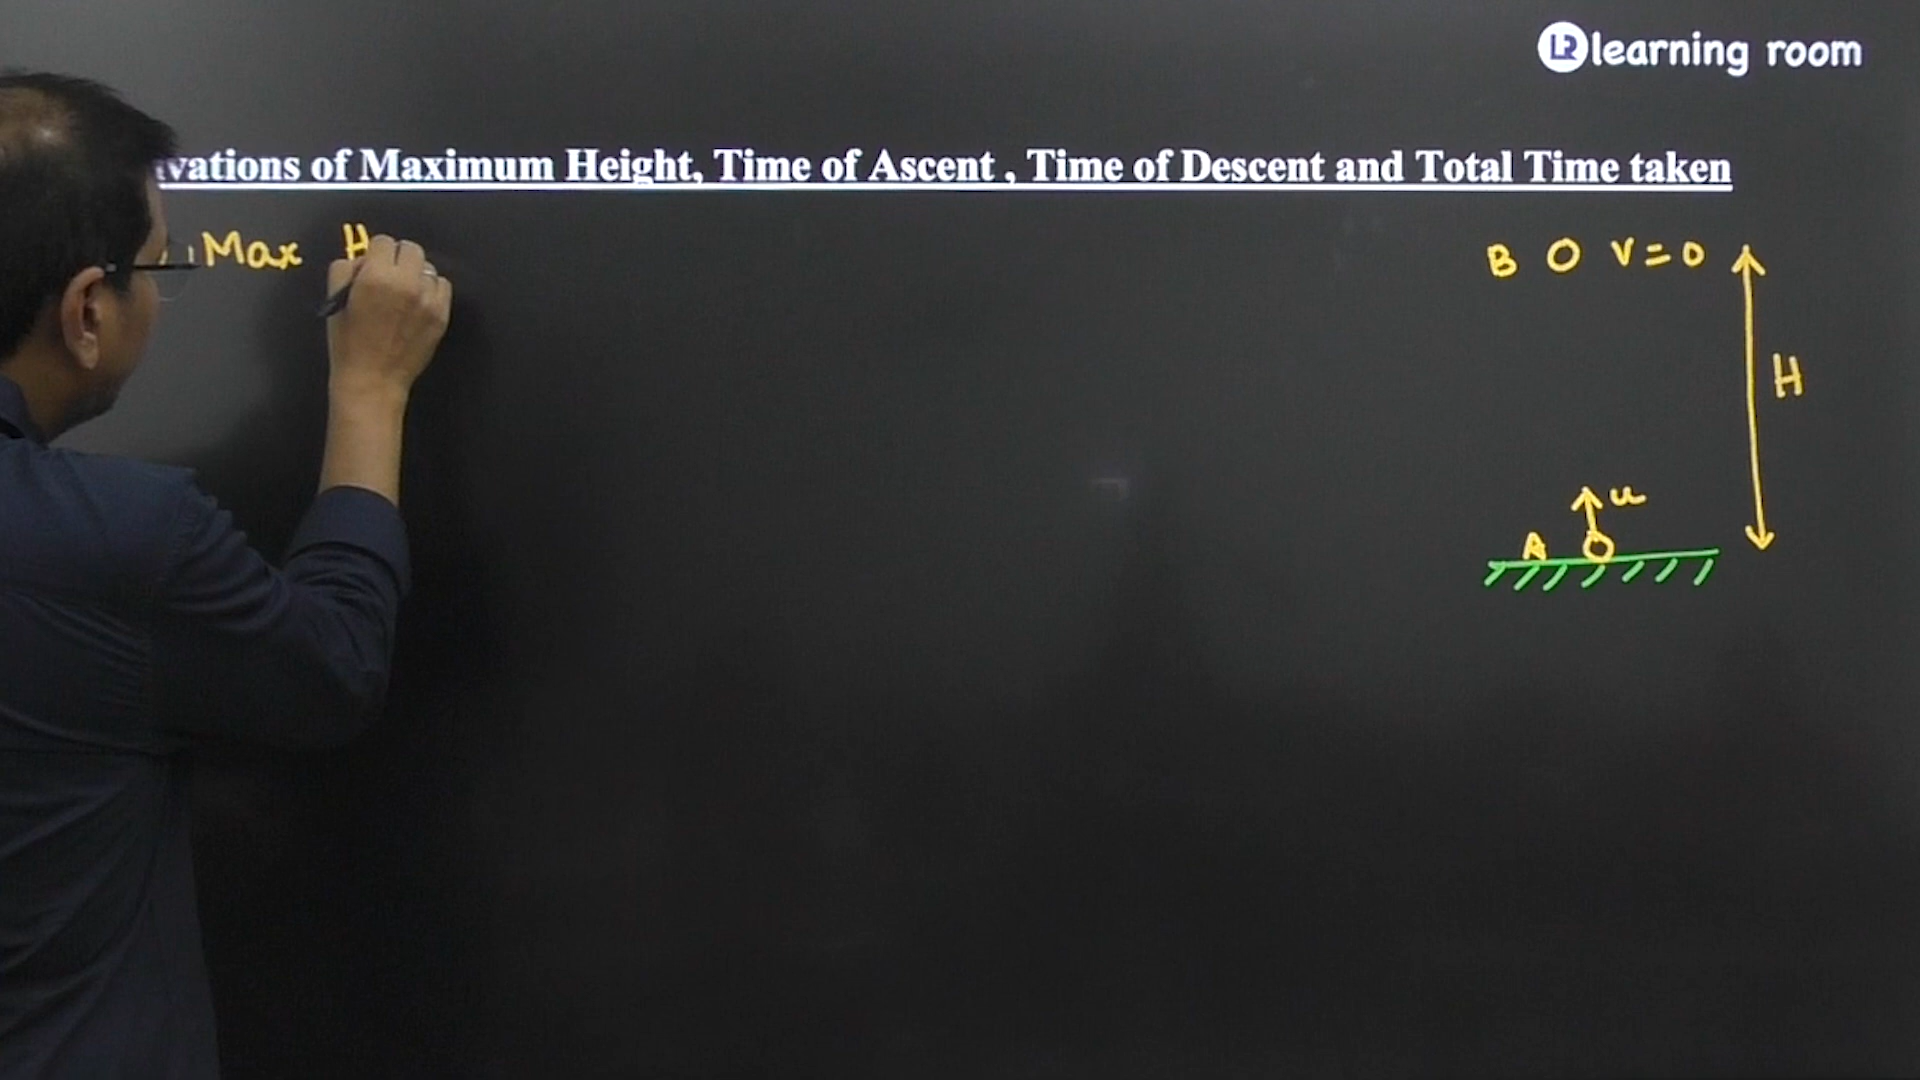 learning room
vations of Maximum Height, Time of Ascent , Time of Descent and Total Time taken
Max H
B O V = 0
H
u
A